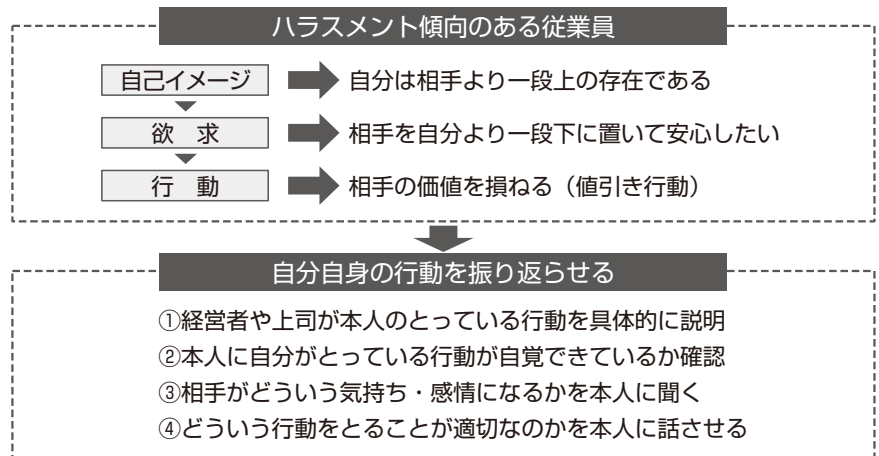 ハラスメント傾向のある従業員
自己イメージ 自分は相手より一段上の存在である
欲 求 相手を自分より一段下に置いて安心したい
行 動 相手の価値を損ねる（値引き行動）
自分自身の行動を振り返らせる
①経営者や上司が本人のとっている行動を具体的に説明
②本人に自分がとっている行動が自覚できているか確認
③相手がどういう気持ち・感情になるかを本人に聞く
④どういう行動をとることが適切なのかを本人に話させる